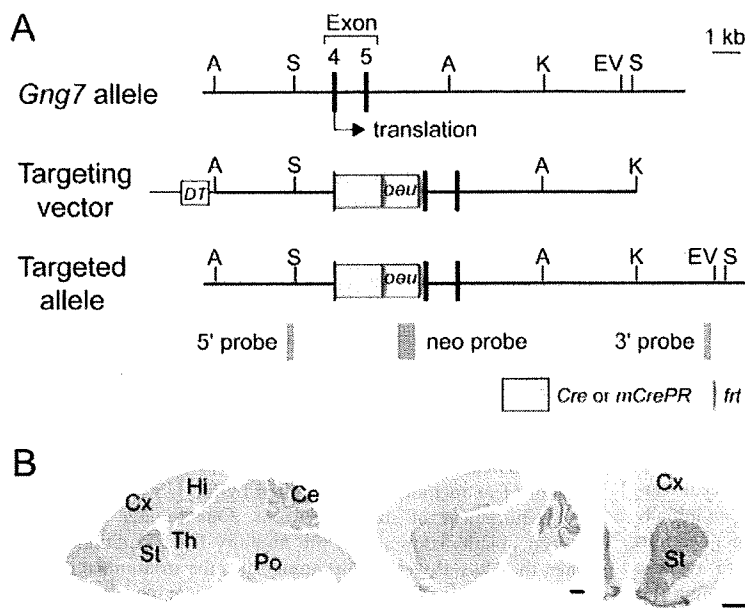 A
Exon
1 kb
A S 4 5 A K EV S
Gng7 allele
translation
Targeting vector
DT
A S neo A K
Targeted allele
A S neo A K EV S
5' probe
neo probe
3' probe
Cre or mCrePR
frt
B
Cx Hi Ce
St Th
Po
Cx
St